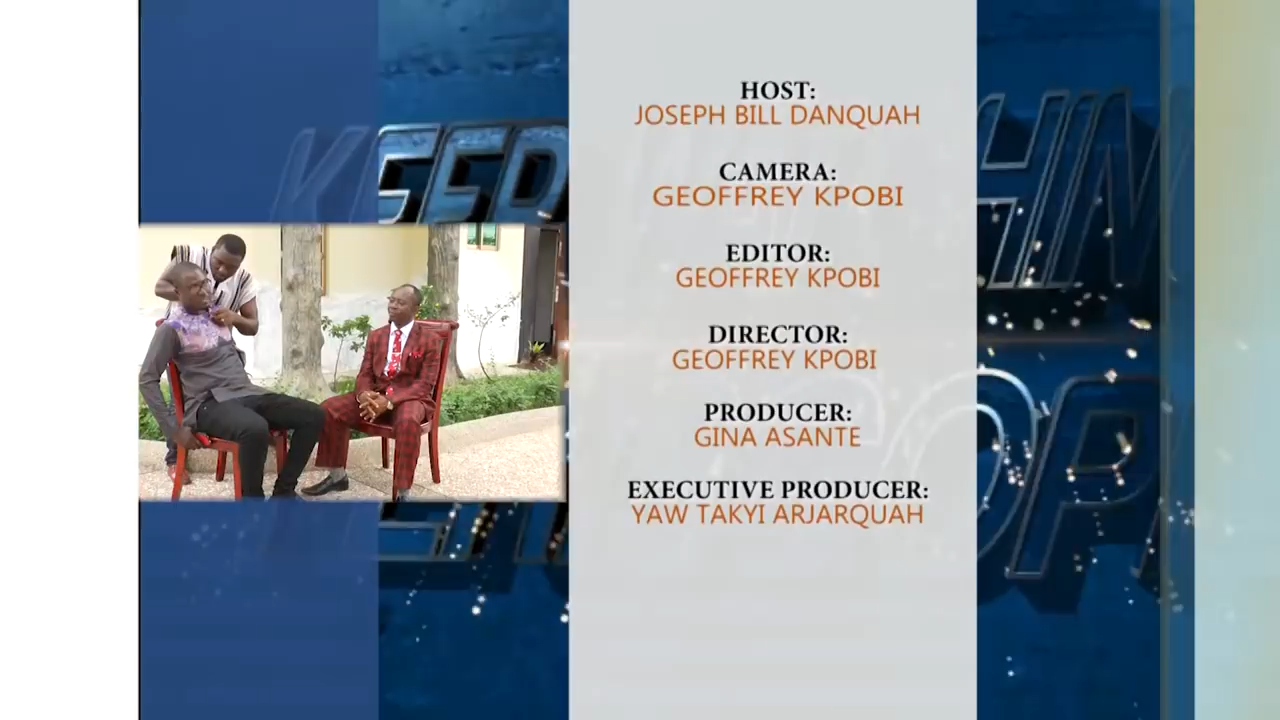 HOST:
JOSEPH BILL DANQUAH
CAMERA:
GEOFFREY KPOBI
EDITOR:
GEOFFREY KPOBI
DIRECTOR:
GEOFFREY KPOBI
PRODUCER:
GINA ASANTE
EXECUTIVE PRODUCER:
YAW TAKYI ARJARQUAH